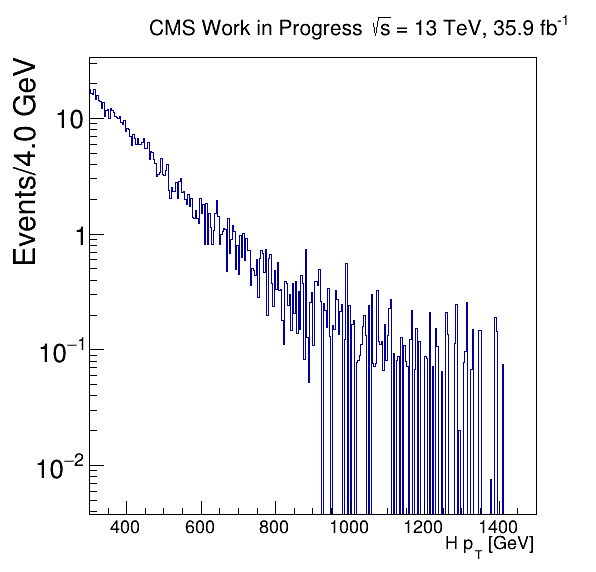 CMS Work in Progress √s = 13 TeV, 35.9 fb⁻¹
Events/4.0 GeV
10
1
10⁻¹
10⁻²
400 600 800 1000 1200 1400
H p_T [GeV]